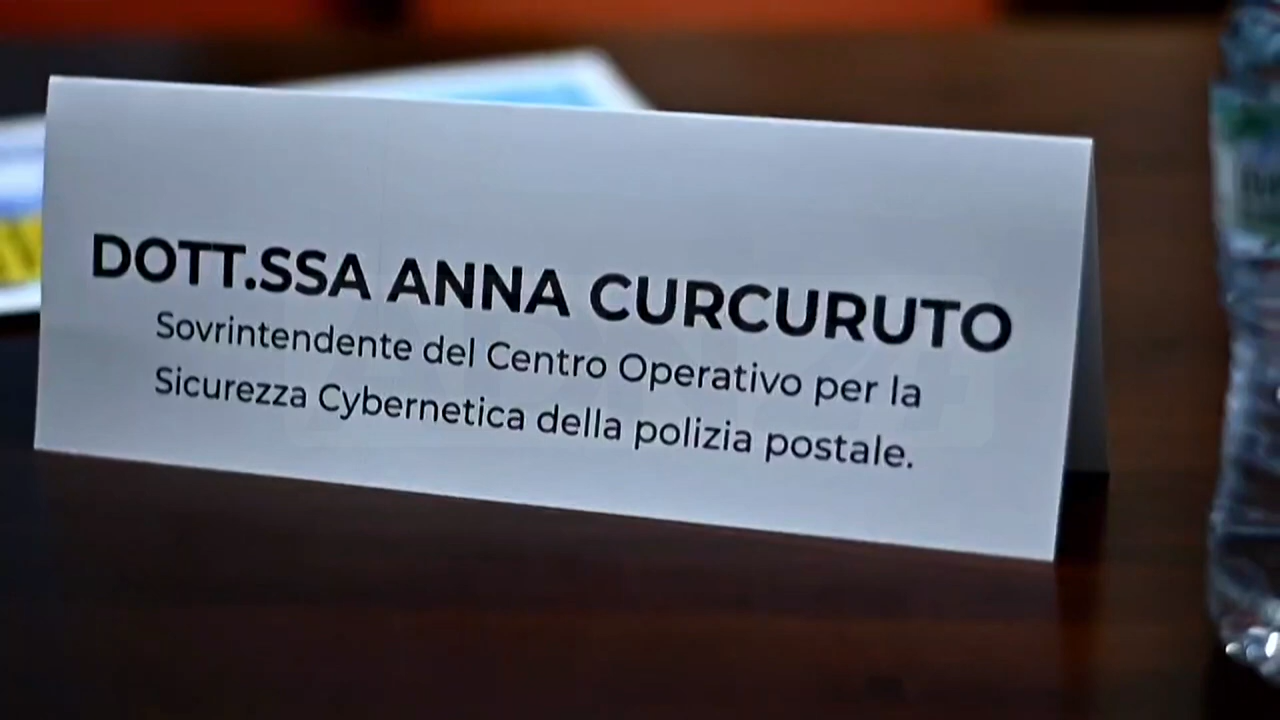 DOTT.SSA ANNA CURCURUTO
Sovrintendente del Centro Operativo per la
Sicurezza Cybernetica della polizia postale.